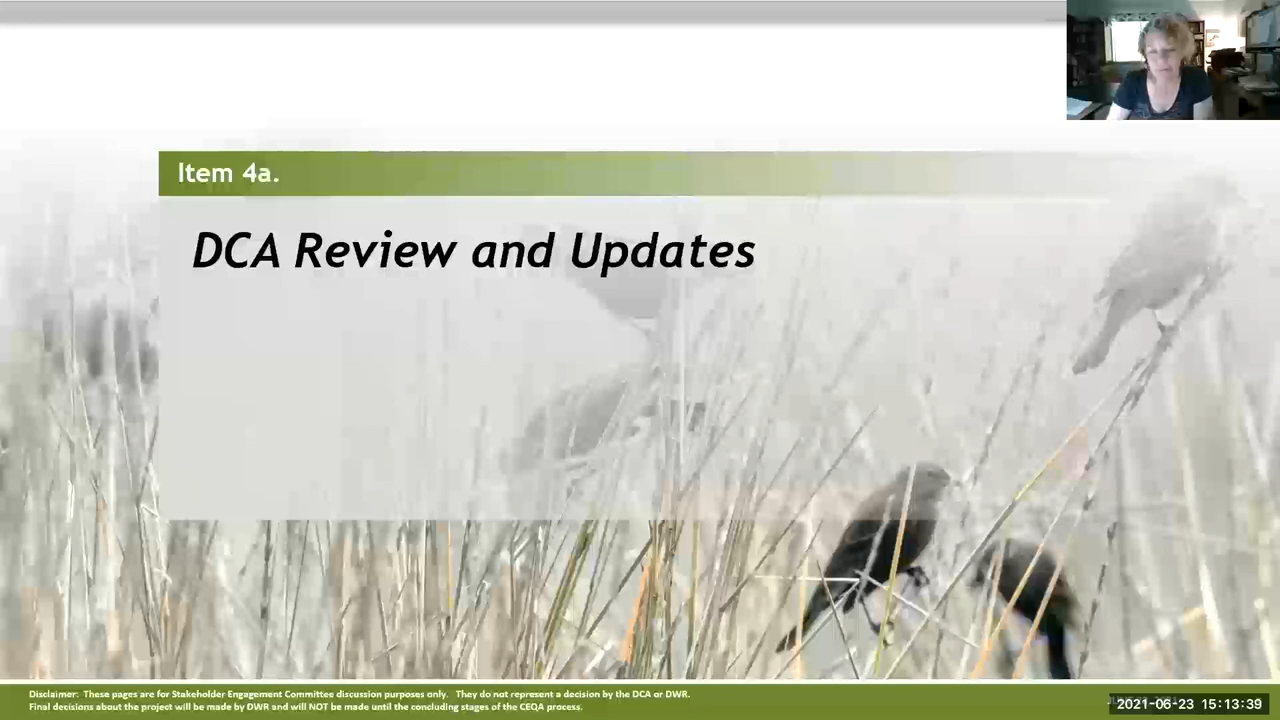 Item 4a.
DCA Review and Updates
Disclaimer: These pages are for Stakeholder Engagement Committee discussion purposes only. They do not represent a decision by the DCA or DWR.
Final decisions about the project will be made by DWR and will NOT be made until the concluding stages of the CEQA process.
2021-06-23 15:13:39